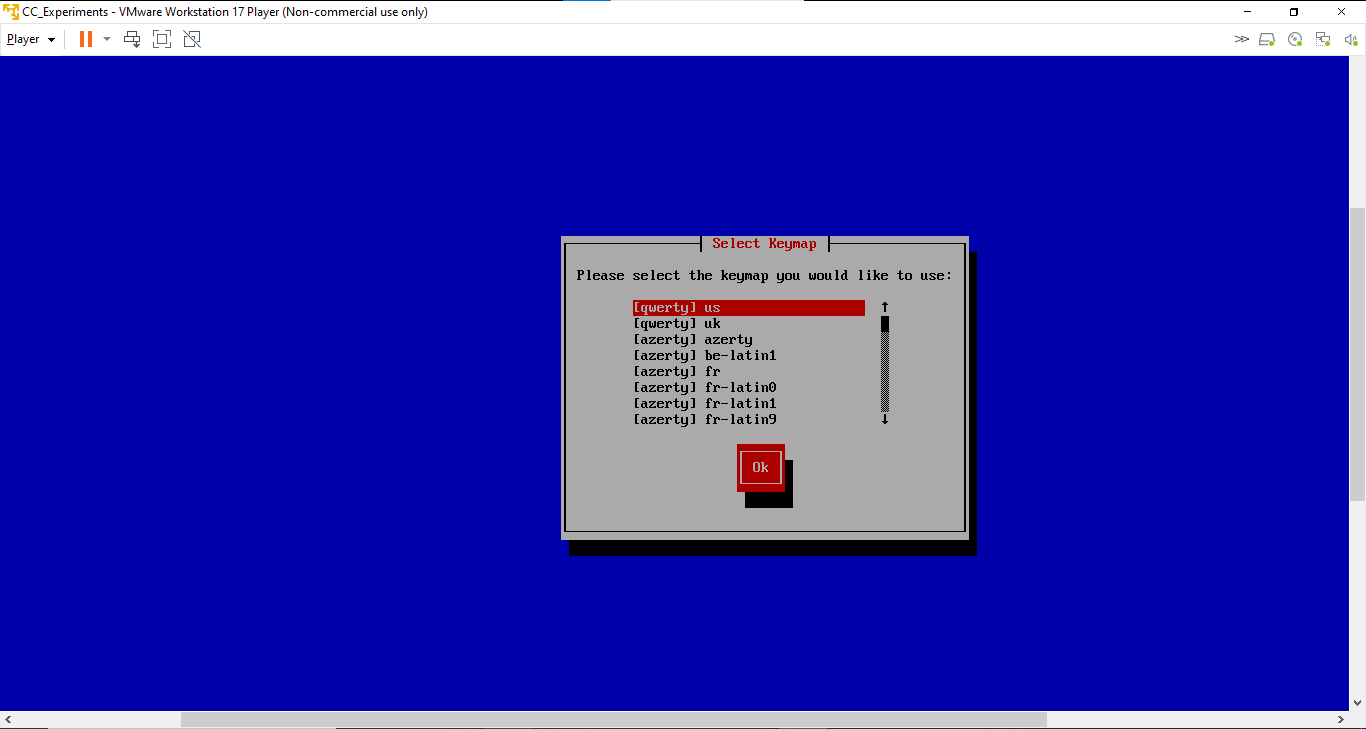 CC_Experiments - VMware Workstation 17 Player (Non-commercial use only)
Player
Select Keymap
Please select the keymap you would like to use:
[qwerty] us
[qwerty] uk
[azerty] azerty
[azerty] be-latin1
[azerty] fr
[azerty] fr-latin0
[azerty] fr-latin1
[azerty] fr-latin9
Ok